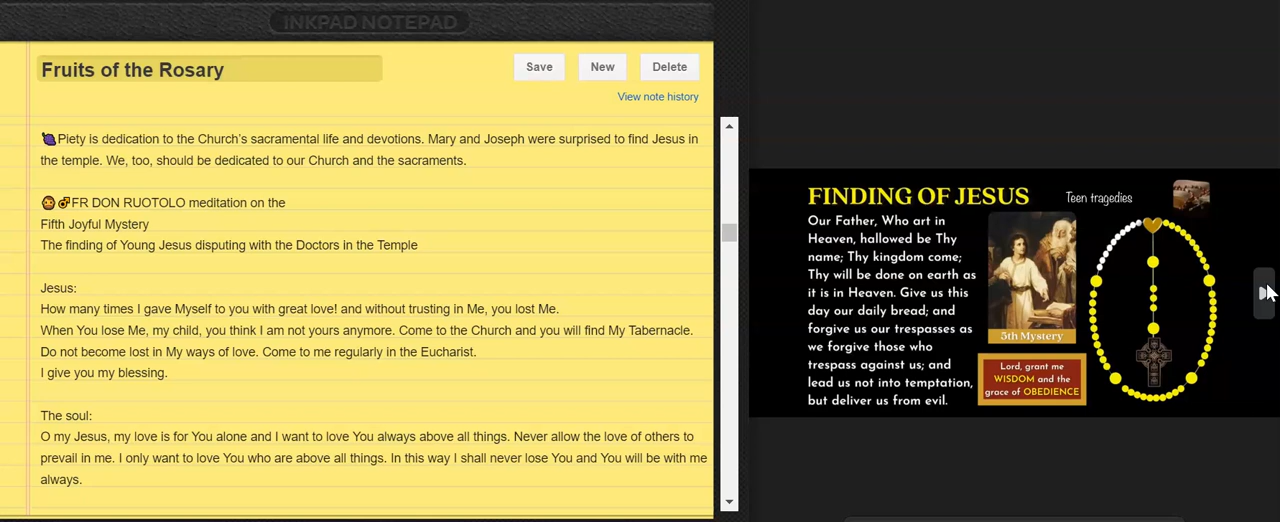 INKPAD NOTEPAD
Fruits of the Rosary
Save
New
Delete
View note history
Piety is dedication to the Church's sacramental life and devotions. Mary and Joseph were surprised to find Jesus in
the temple. We, too, should be dedicated to our Church and the sacraments.
FR DON RUOTOLO meditation on the
Fifth Joyful Mystery
The finding of Young Jesus disputing with the Doctors in the Temple
Jesus:
How many times I gave Myself to you with great love! and without trusting in Me, you lost Me.
When You lose Me, my child, you think I am not yours anymore. Come to the Church and you will find My Tabernacle.
Do not become lost in My ways of love. Come to me regularly in the Eucharist.
I give you my blessing.
The soul:
O my Jesus, my love is for You alone and I want to love You always above all things. Never allow the love of others to
prevail in me. I only want to love You who are above all things. In this way I shall never lose You and You will be with me
always.
FINDING OF JESUS
Teen tragedies
Our Father, Who art in
Heaven, hallowed be Thy
name; Thy kingdom come;
Thy will be done on earth as
it is in Heaven. Give us this
day our daily bread; and
forgive us our trespasses as
we forgive those who
trespass against us; and
lead us not into temptation,
but deliver us from evil.
5th Mystery
Lord, grant me
WISDOM and the
grace of OBEDIENCE